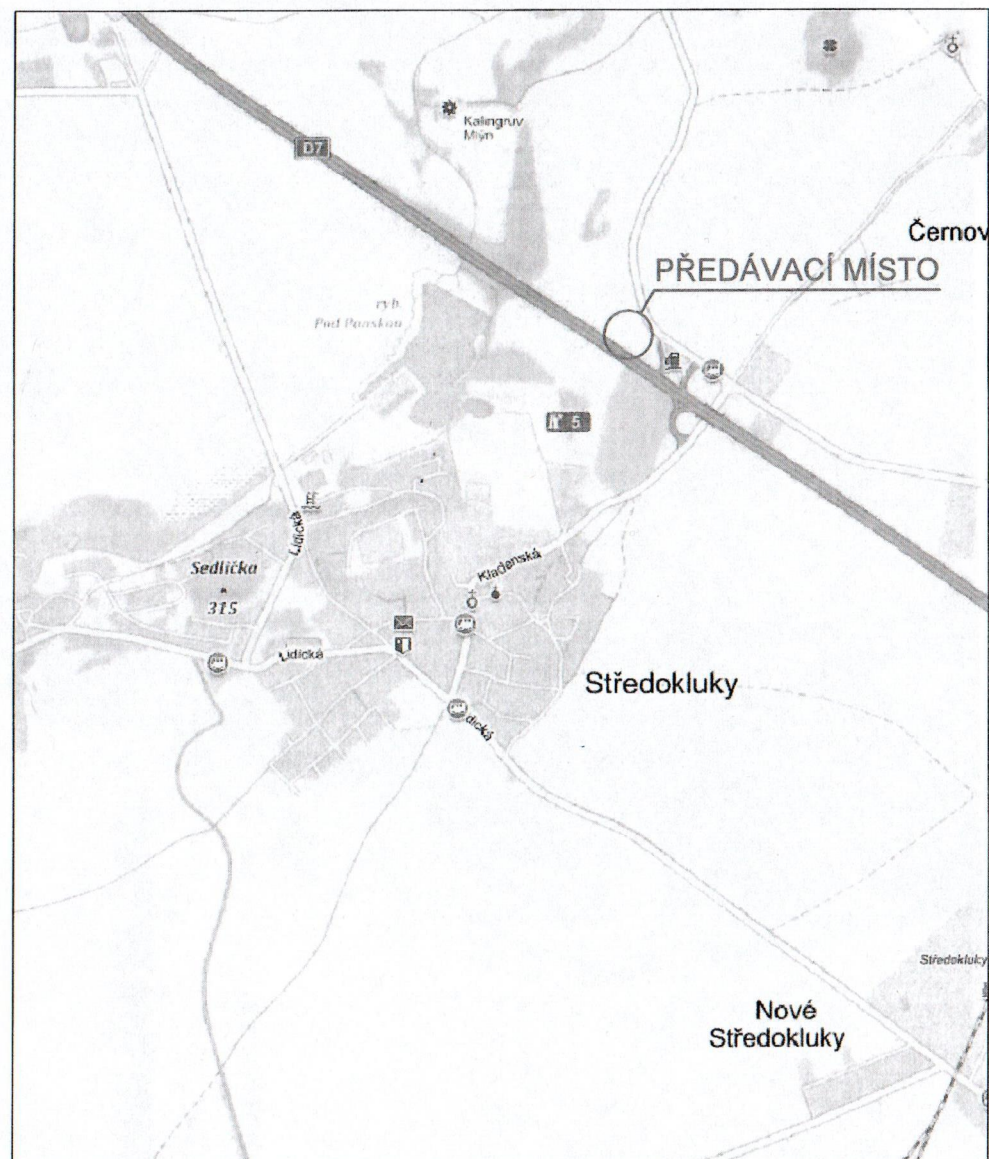 Kalingruv
Mlýn
D7
Černov
PŘEDÁVACÍ MÍSTO
ryb.
Pod Panskou
5
Lidická
Kladenská
Sedlička
315
Lidická
Středokluky
dická
Středokluky
Nové
Středokluky